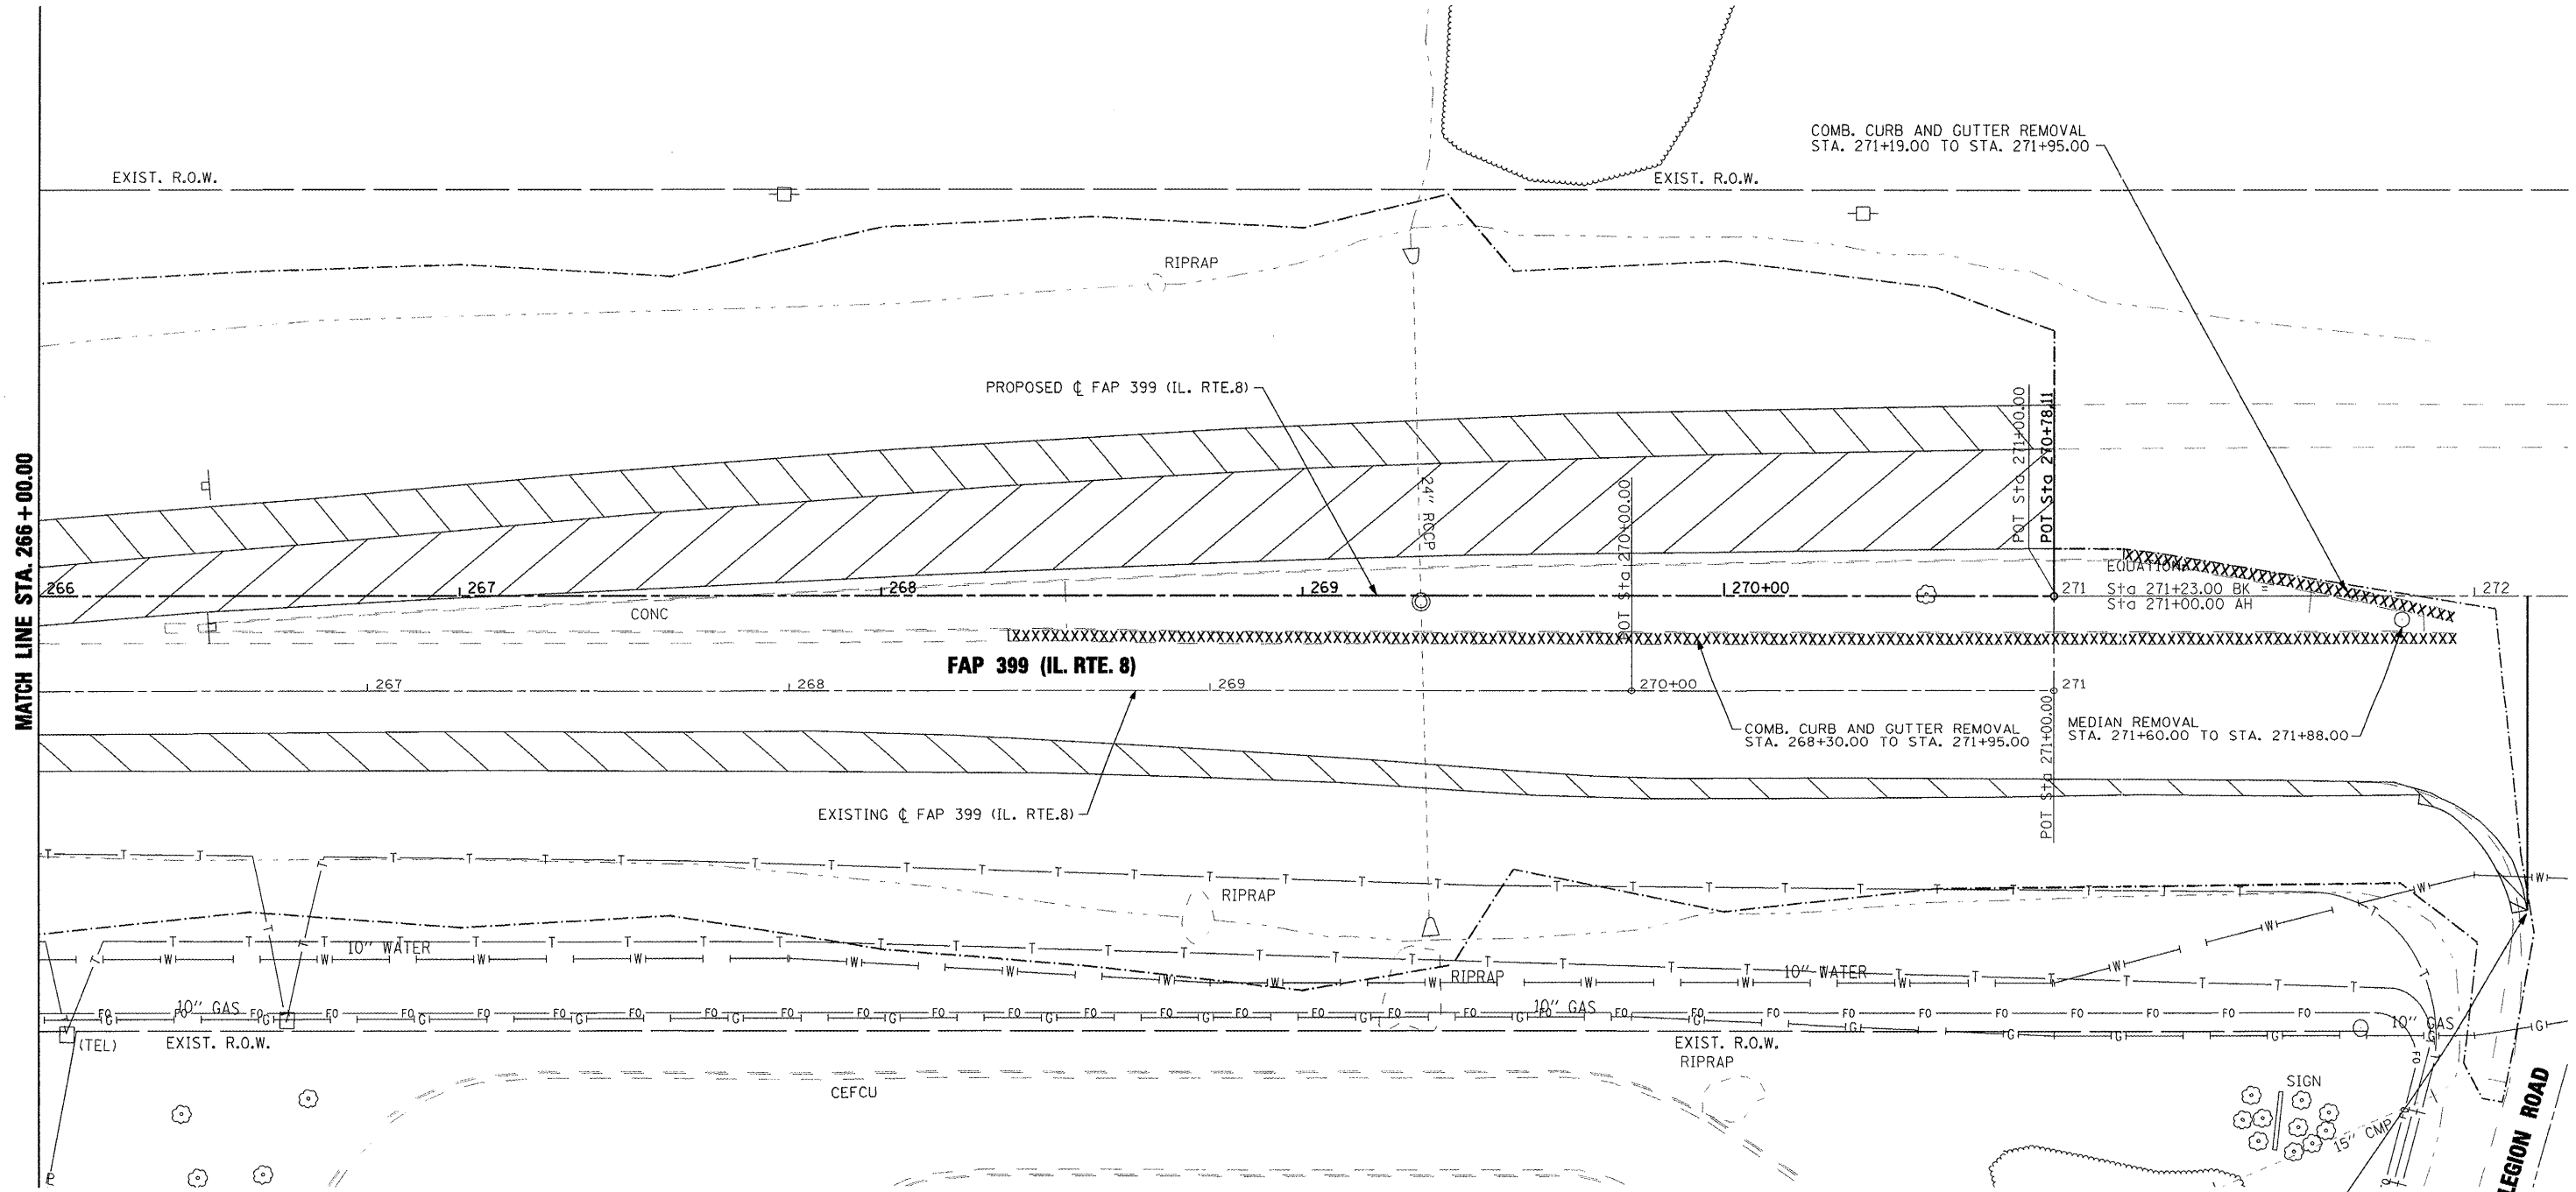 COMB. CURB AND GUTTER REMOVAL
STA. 271+19.00 TO STA. 271+95.00
EXIST. R.O.W.
EXIST. R.O.W.
RIPRAP
PROPOSED ℄ FAP 399 (IL. RTE.8)
MATCH LINE STA. 266+00.00
24" RCCP
POT Sta 270+00.00
POT Sta 271+00.00
POT Sta 270+78.11
266
267
268
269
270+00
271
272
EQUATION
Sta 271+23.00 BK =
Sta 271+00.00 AH
CONC
FAP 399 (IL. RTE. 8)
267
268
269
270+00
271
COMB. CURB AND GUTTER REMOVAL
STA. 268+30.00 TO STA. 271+95.00
MEDIAN REMOVAL
STA. 271+60.00 TO STA. 271+88.00
POT Sta 271+00.00
EXISTING ℄ FAP 399 (IL. RTE.8)
RIPRAP
10" WATER
RIPRAP
10" WATER
10" GAS
10" GAS
10" GAS
(TEL)
EXIST. R.O.W.
EXIST. R.O.W.
RIPRAP
CEFCU
SIGN
15" CMP
LEGION ROAD
P